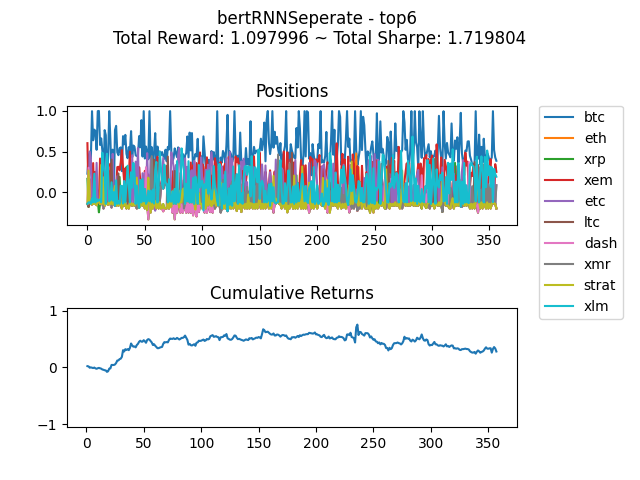 bertRNNSeperate - top6
Total Reward: 1.097996 ~ Total Sharpe: 1.719804
Positions
1.0
0.5
0.0
0 50 100 150 200 250 300 350
btc
eth
xrp
xem
etc
ltc
dash
xmr
strat
xlm
Cumulative Returns
1
0
−1
0 50 100 150 200 250 300 350